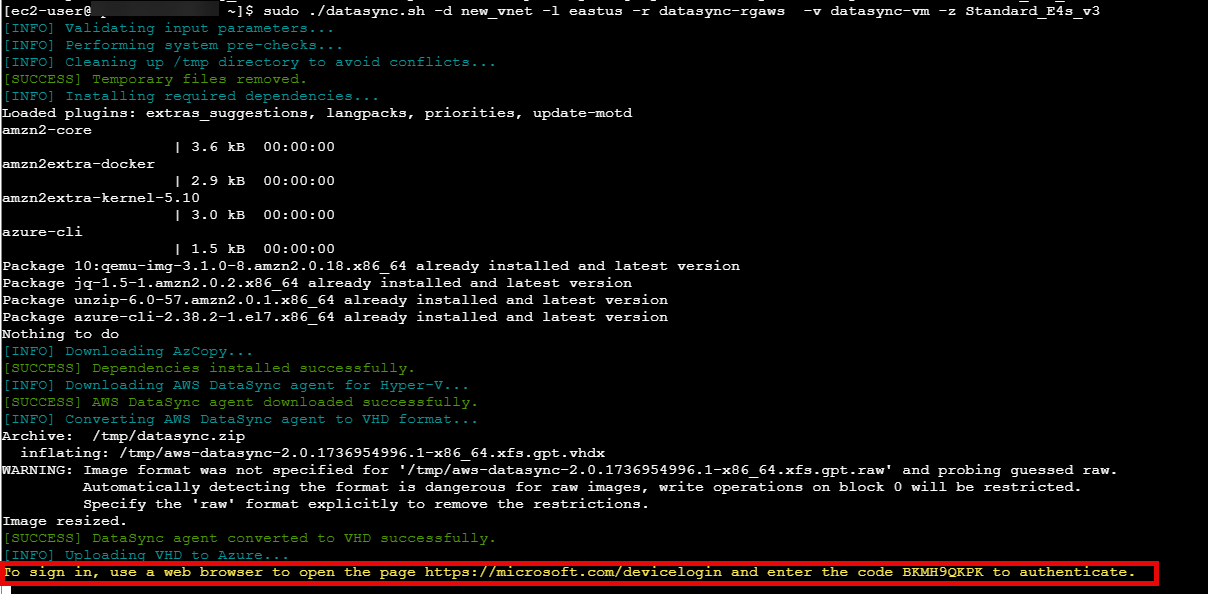 [ec2-user@ ~]$ sudo ./datasync.sh -d new_vnet -l eastus -r datasync-rgaws  -v datasync-vm -z Standard_E4s_v3
[INFO] Validating input parameters...
[INFO] Performing system pre-checks...
[INFO] Cleaning up /tmp directory to avoid conflicts...
[SUCCESS] Temporary files removed.
[INFO] Installing required dependencies...
Loaded plugins: extras_suggestions, langpacks, priorities, update-motd
amzn2-core
| 3.6 kB  00:00:00
amzn2extra-docker
| 2.9 kB  00:00:00
amzn2extra-kernel-5.10
| 3.0 kB  00:00:00
azure-cli
| 1.5 kB  00:00:00
Package 10:qemu-img-3.1.0-8.amzn2.0.18.x86_64 already installed and latest version
Package jq-1.5-1.amzn2.0.2.x86_64 already installed and latest version
Package unzip-6.0-57.amzn2.0.1.x86_64 already installed and latest version
Package azure-cli-2.38.2-1.el7.x86_64 already installed and latest version
Nothing to do
[INFO] Downloading AzCopy...
[SUCCESS] Dependencies installed successfully.
[INFO] Downloading AWS DataSync agent for Hyper-V...
[SUCCESS] AWS DataSync agent downloaded successfully.
[INFO] Converting AWS DataSync agent to VHD format...
Archive:  /tmp/datasync.zip
inflating: /tmp/aws-datasync-2.0.1736954996.1-x86_64.xfs.gpt.vhdx
WARNING: Image format was not specified for '/tmp/aws-datasync-2.0.1736954996.1-x86_64.xfs.gpt.raw' and probing guessed raw.
Automatically detecting the format is dangerous for raw images, write operations on block 0 will be restricted.
Specify the 'raw' format explicitly to remove the restrictions.
Image resized.
[SUCCESS] DataSync agent converted to VHD successfully.
[INFO] Uploading VHD to Azure...
To sign in, use a web browser to open the page https://microsoft.com/devicelogin and enter the code BKMH9QKPK to authenticate.